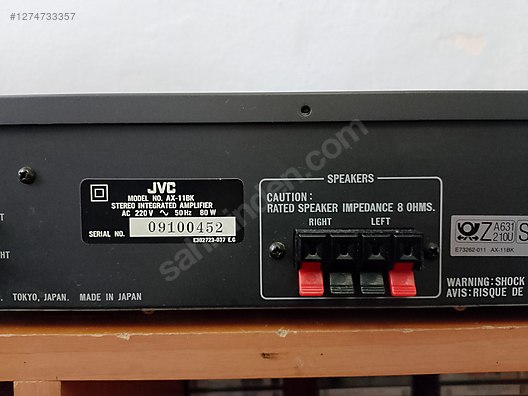 #1274733357
sahibinden.com
JVC
MODEL NO. AX-11BK
STEREO INTEGRATED AMPLIFIER
AC 220V ∿ 50Hz 80W
SERIAL NO. 09100452
E302723-037 E.G
SPEAKERS
CAUTION:
RATED SPEAKER IMPEDANCE 8 OHMS.
RIGHT LEFT
Z A631
210U S
E73262-011 AX-11BK
WARNING: SHOCK
AVIS: RISQUE DE
TOKYO, JAPAN. MADE IN JAPAN